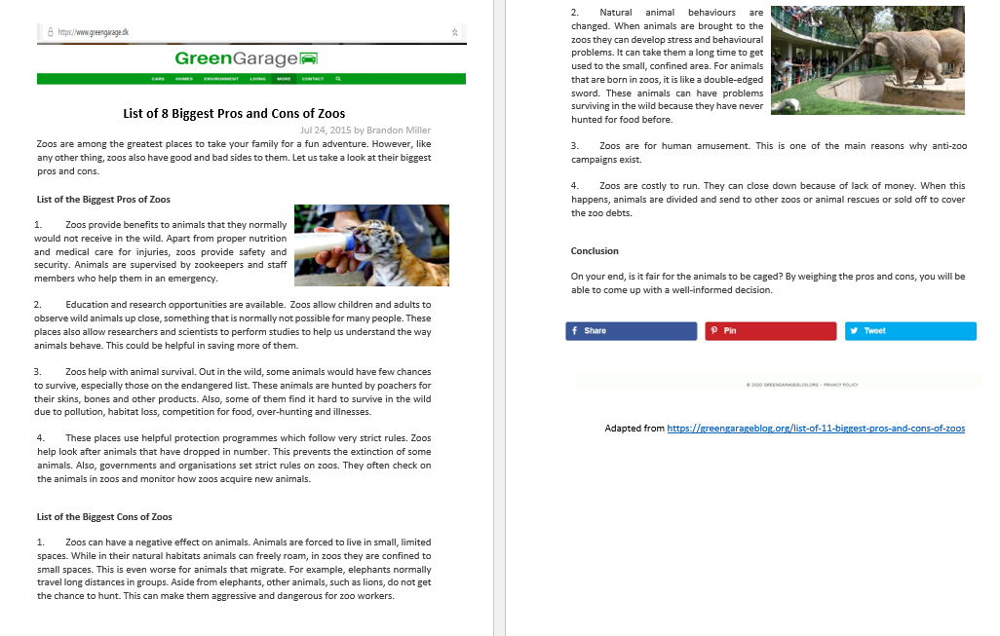 https://www.greengarage.dk
GreenGarage
CARS HOMES ENVIRONMENT LIVING MORE CONTACT
List of 8 Biggest Pros and Cons of Zoos
Jul 24, 2015 by Brandon Miller
Zoos are among the greatest places to take your family for a fun adventure. However, like
any other thing, zoos also have good and bad sides to them. Let us take a look at their biggest
pros and cons.
List of the Biggest Pros of Zoos
1. Zoos provide benefits to animals that they normally
would not receive in the wild. Apart from proper nutrition
and medical care for injuries, zoos provide safety and
security. Animals are supervised by zookeepers and staff
members who help them in an emergency.
2. Education and research opportunities are available. Zoos allow children and adults to
observe wild animals up close, something that is normally not possible for many people. These
places also allow researchers and scientists to perform studies to help us understand the way
animals behave. This could be helpful in saving more of them.
3. Zoos help with animal survival. Out in the wild, some animals would have few chances
to survive, especially those on the endangered list. These animals are hunted by poachers for
their skins, bones and other products. Also, some of them find it hard to survive in the wild
due to pollution, habitat loss, competition for food, over-hunting and illnesses.
4. These places use helpful protection programmes which follow very strict rules. Zoos
help look after animals that have dropped in number. This prevents the extinction of some
animals. Also, governments and organisations set strict rules on zoos. They often check on
the animals in zoos and monitor how zoos acquire new animals.
List of the Biggest Cons of Zoos
1. Zoos can have a negative effect on animals. Animals are forced to live in small, limited
spaces. While in their natural habitats animals can freely roam, in zoos they are confined to
small spaces. This is even worse for animals that migrate. For example, elephants normally
travel long distances in groups. Aside from elephants, other animals, such as lions, do not get
the chance to hunt. This can make them aggressive and dangerous for zoo workers.
2. Natural animal behaviours are
changed. When animals are brought to the
zoos they can develop stress and behavioural
problems. It can take them a long time to get
used to the small, confined area. For animals
that are born in zoos, it is like a double-edged
sword. These animals can have problems
surviving in the wild because they have never
hunted for food before.
3. Zoos are for human amusement. This is one of the main reasons why anti-zoo
campaigns exist.
4. Zoos are costly to run. They can close down because of lack of money. When this
happens, animals are divided and send to other zoos or animal rescues or sold off to cover
the zoo debts.
Conclusion
On your end, is it fair for the animals to be caged? By weighing the pros and cons, you will be
able to come up with a well-informed decision.
Share Pin Tweet
© 2020 GREENGARAGEBLOG.ORG - PRIVACY POLICY
Adapted from https://greengarageblog.org/list-of-11-biggest-pros-and-cons-of-zoos